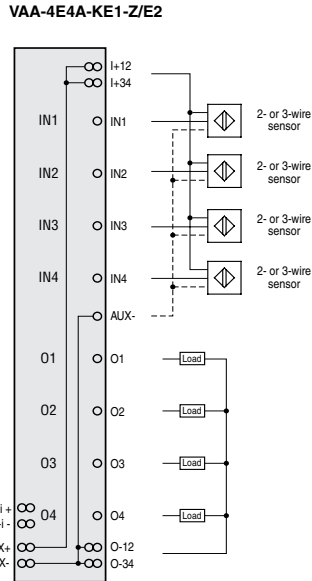 VAA-4E4A-KE1-Z/E2
I+12
I+34
IN1 IN1 2- or 3-wire
sensor
IN2 IN2 2- or 3-wire
sensor
IN3 IN3 2- or 3-wire
sensor
IN4 IN4 2- or 3-wire
sensor
AUX-
O1 O1 Load
O2 O2 Load
O3 O3 Load
i +
O4 O4 Load
-i -
X+ O-12
X- O-34